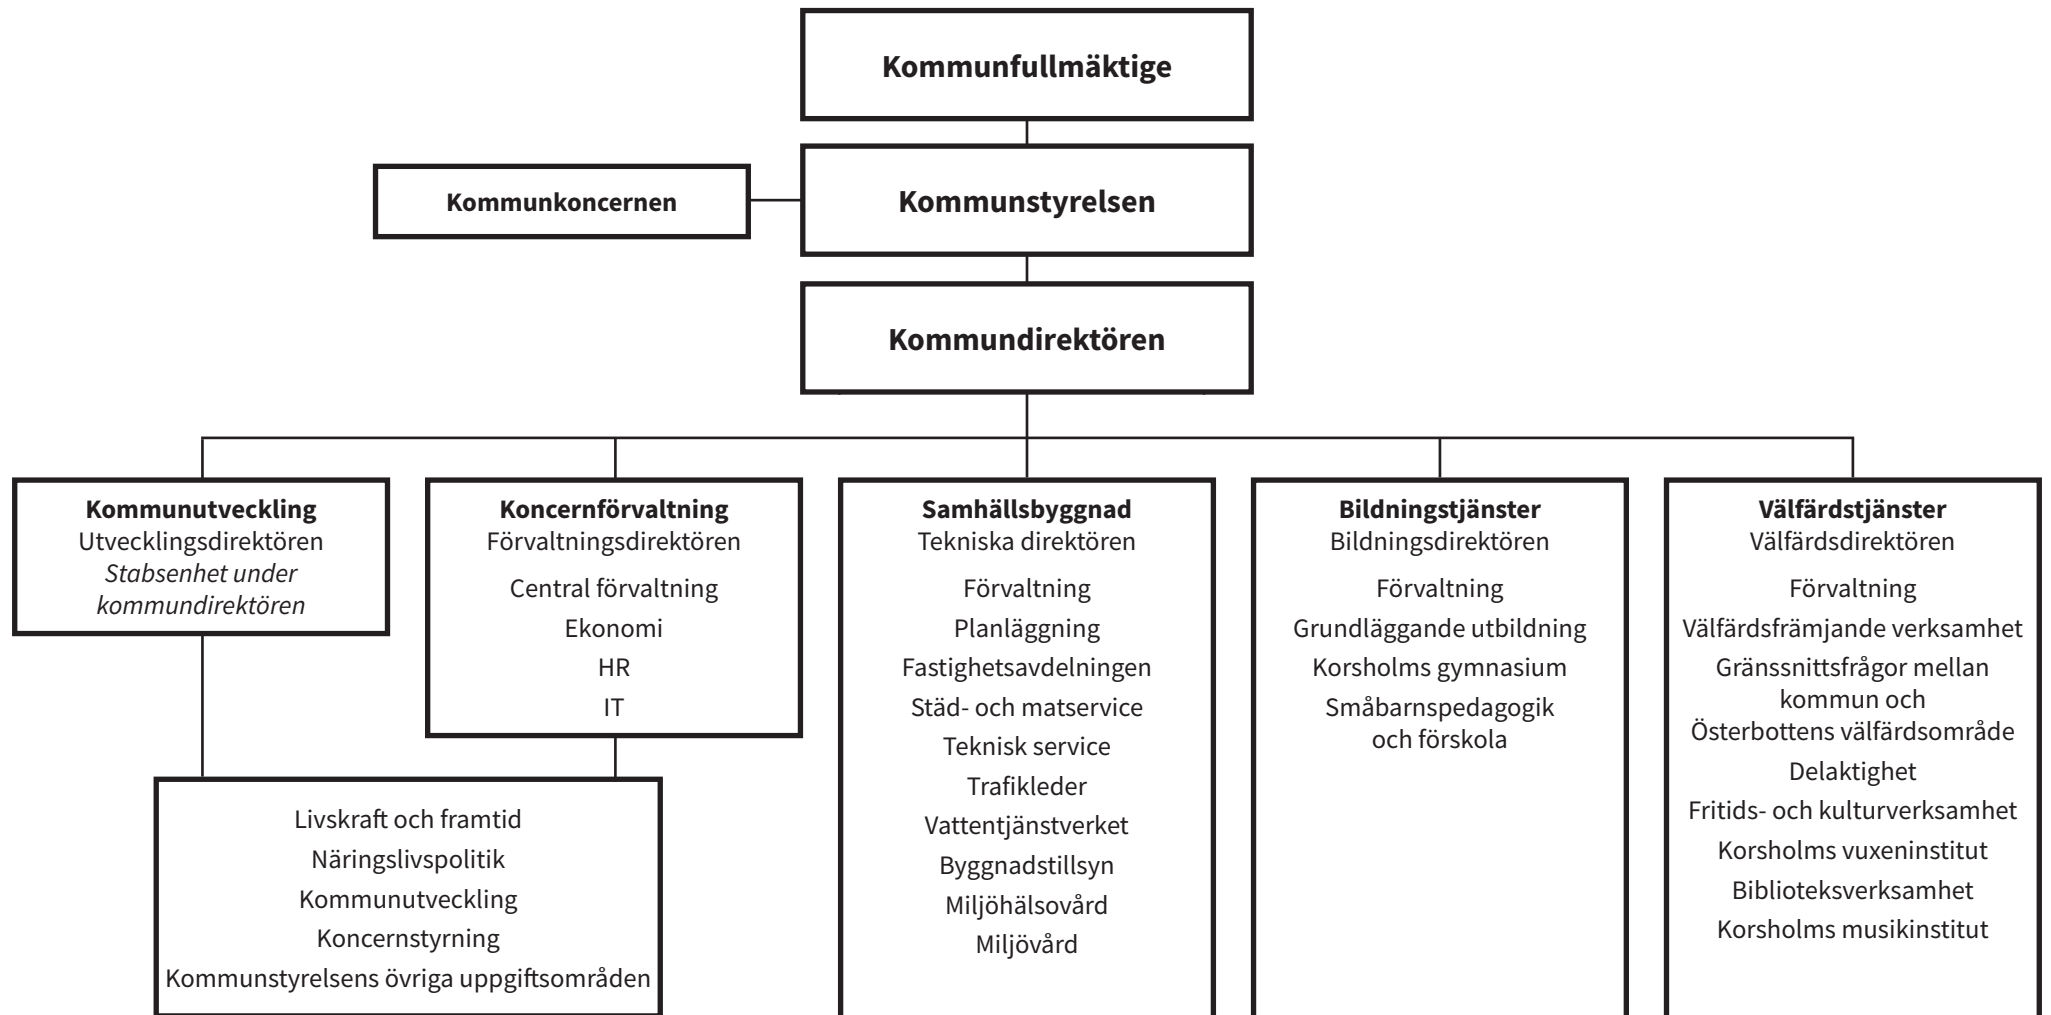 Kommunfullmäktige
Kommunkoncernen
Kommunstyrelsen
Kommundirektören
Kommunutveckling
Utvecklingsdirektören
Stabsenhet under
kommundirektören
Koncernförvaltning
Förvaltningsdirektören
Central förvaltning
Ekonomi
HR
IT
Livskraft och framtid
Näringslivspolitik
Kommunutveckling
Koncernstyrning
Kommunstyrelsens övriga uppgiftsområden
Samhällsbyggnad
Tekniska direktören
Förvaltning
Planläggning
Fastighetsavdelningen
Städ- och matservice
Teknisk service
Trafikleder
Vattentjänstverket
Byggnadstillsyn
Miljöhälsovård
Miljövård
Bildningstjänster
Bildningsdirektören
Förvaltning
Grundläggande utbildning
Korsholms gymnasium
Småbarnspedagogik
och förskola
Välfärdstjänster
Välfärdsdirektören
Förvaltning
Välfärdsfrämjande verksamhet
Gränssnittsfrågor mellan
kommun och
Österbottens välfärdsområde
Delaktighet
Fritids- och kulturverksamhet
Korsholms vuxeninstitut
Biblioteksverksamhet
Korsholms musikinstitut